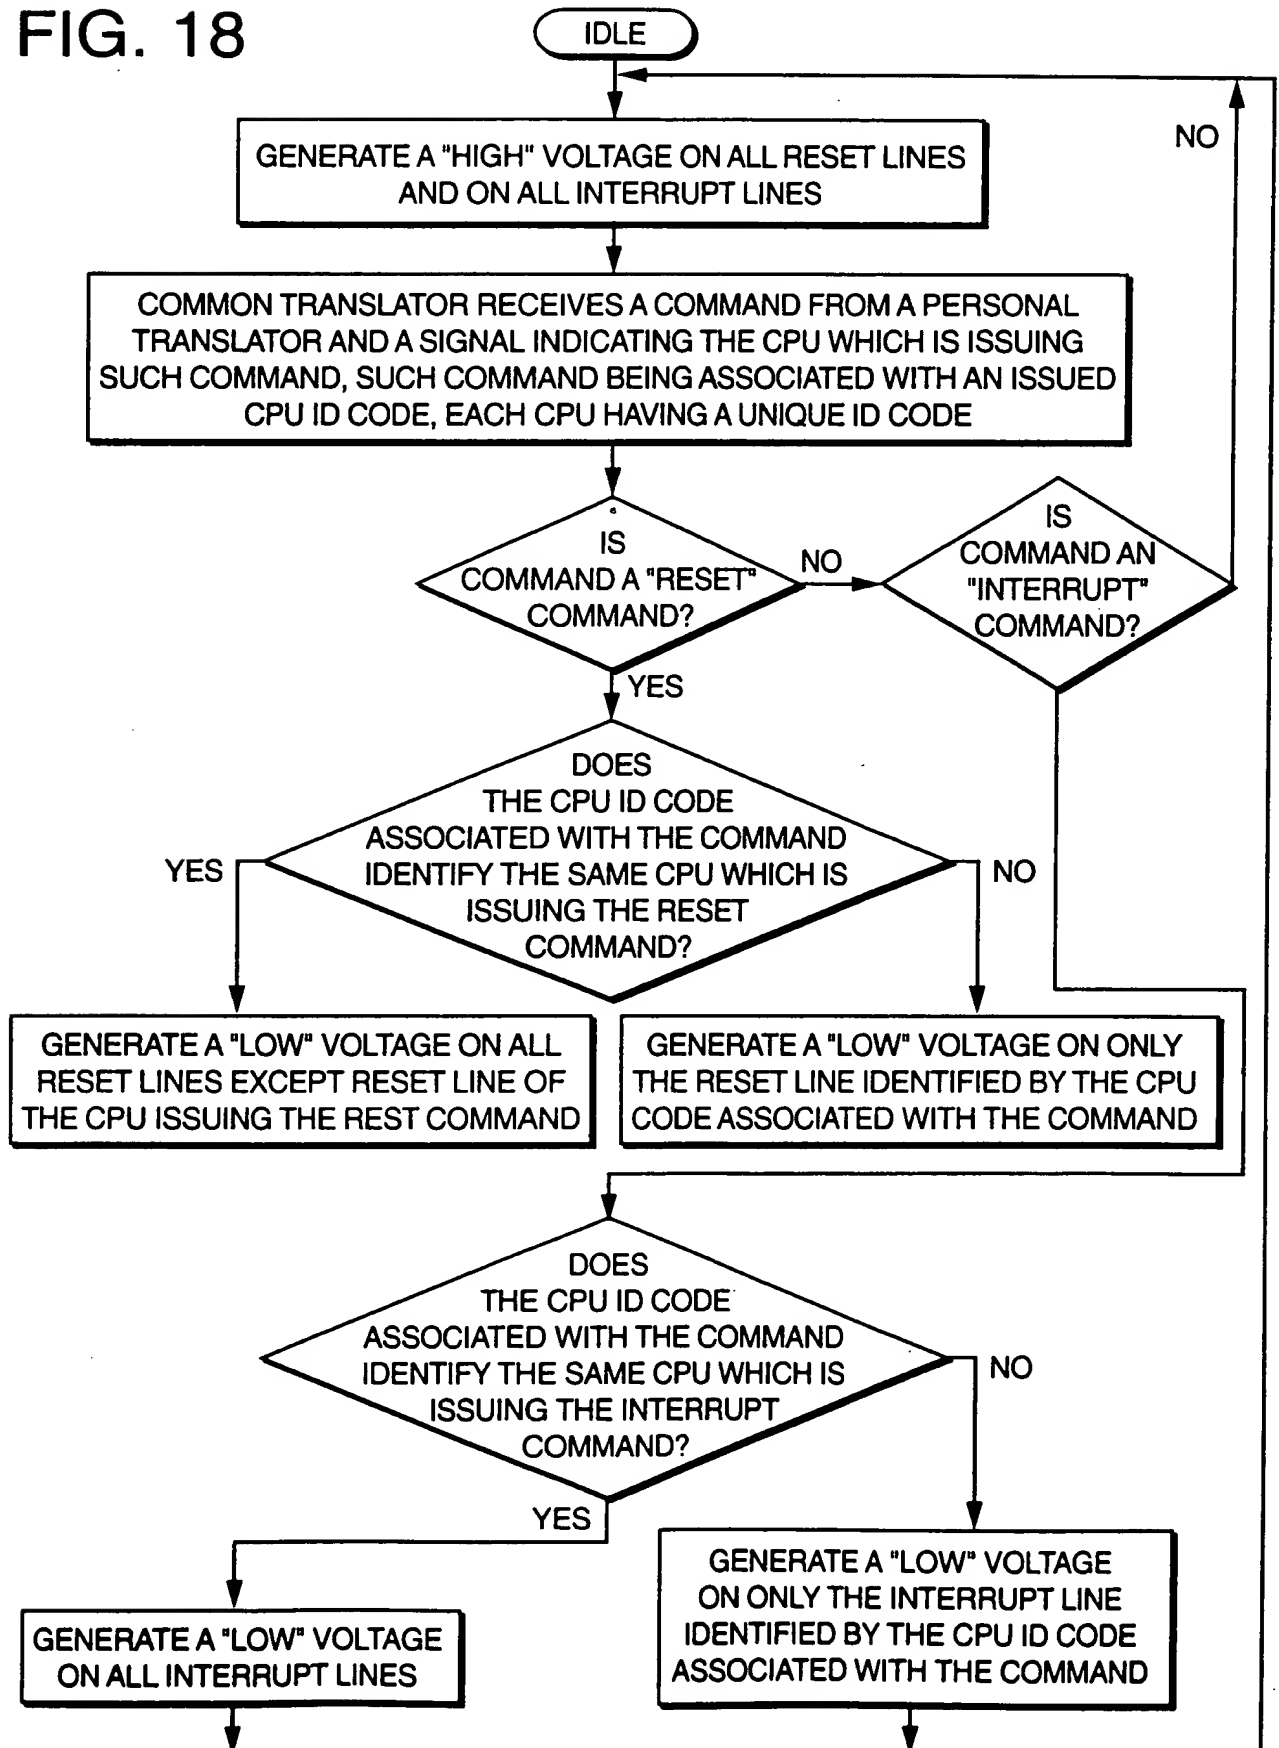 FIG. 18
IDLE
GENERATE A "HIGH" VOLTAGE ON ALL RESET LINES
AND ON ALL INTERRUPT LINES
NO
COMMON TRANSLATOR RECEIVES A COMMAND FROM A PERSONAL
TRANSLATOR AND A SIGNAL INDICATING THE CPU WHICH IS ISSUING
SUCH COMMAND, SUCH COMMAND BEING ASSOCIATED WITH AN ISSUED
CPU ID CODE, EACH CPU HAVING A UNIQUE ID CODE
IS
COMMAND A "RESET"
COMMAND?
NO
IS
COMMAND AN
"INTERRUPT"
COMMAND?
YES
DOES
THE CPU ID CODE
ASSOCIATED WITH THE COMMAND
IDENTIFY THE SAME CPU WHICH IS
ISSUING THE RESET
COMMAND?
YES
NO
GENERATE A "LOW" VOLTAGE ON ALL
RESET LINES EXCEPT RESET LINE OF
THE CPU ISSUING THE REST COMMAND
GENERATE A "LOW" VOLTAGE ON ONLY
THE RESET LINE IDENTIFIED BY THE CPU
CODE ASSOCIATED WITH THE COMMAND
DOES
THE CPU ID CODE
ASSOCIATED WITH THE COMMAND
IDENTIFY THE SAME CPU WHICH IS
ISSUING THE INTERRUPT
COMMAND?
NO
YES
GENERATE A "LOW" VOLTAGE
ON ALL INTERRUPT LINES
GENERATE A "LOW" VOLTAGE
ON ONLY THE INTERRUPT LINE
IDENTIFIED BY THE CPU ID CODE
ASSOCIATED WITH THE COMMAND